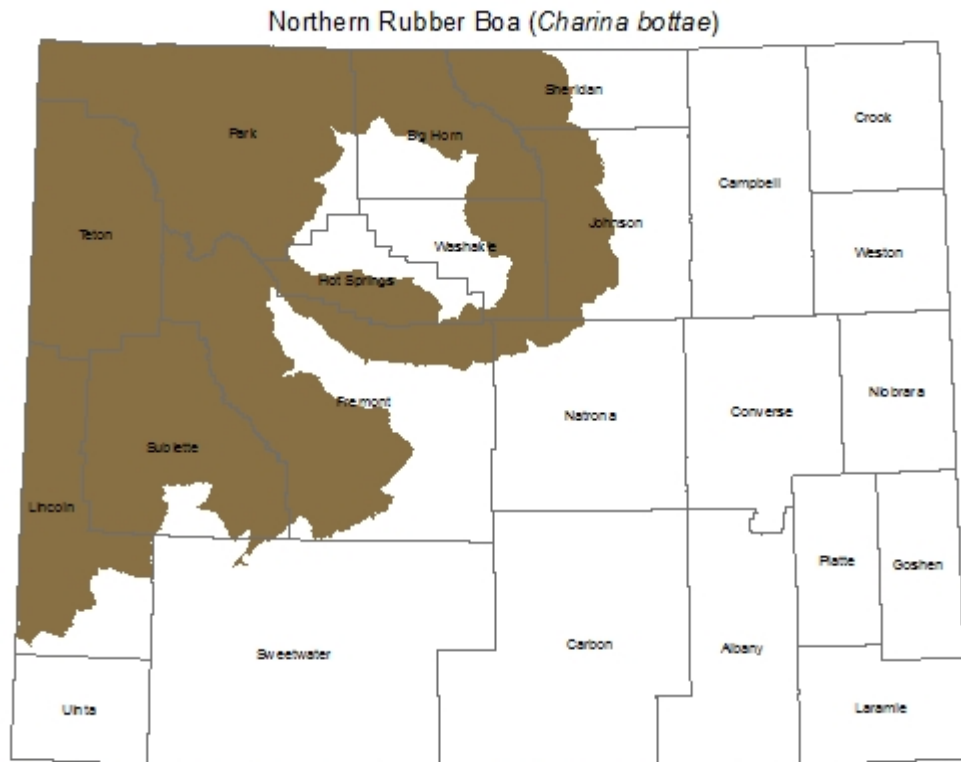 Northern Rubber Boa (Charina bottae)
Sheridan
Crook
Park
Big Horn
Campbell
Teton
Johnson
Washakie
Weston
Hot Springs
Fremont
Natrona
Converse
Niobrara
Sublette
Lincoln
Platte
Goshen
Carbon
Albany
Sweetwater
Uinta
Laramie